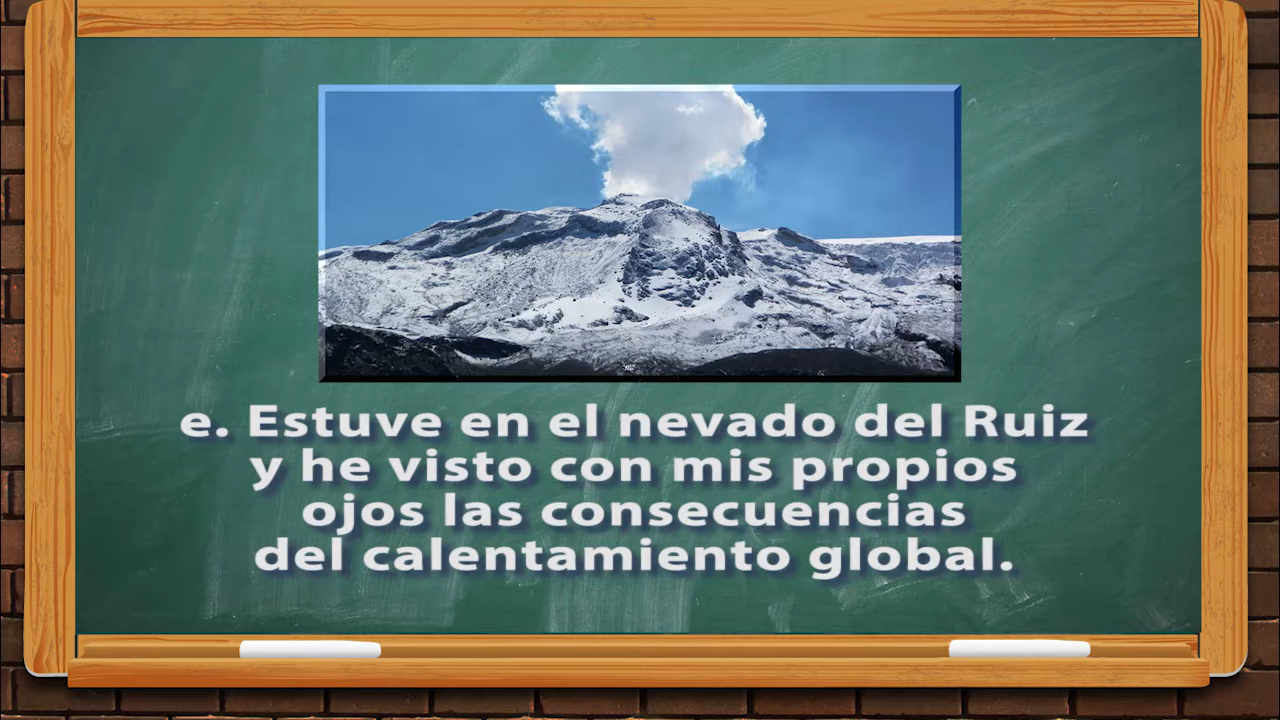 e. Estuve en el nevado del Ruiz
y he visto con mis propios
ojos las consecuencias
del calentamiento global.